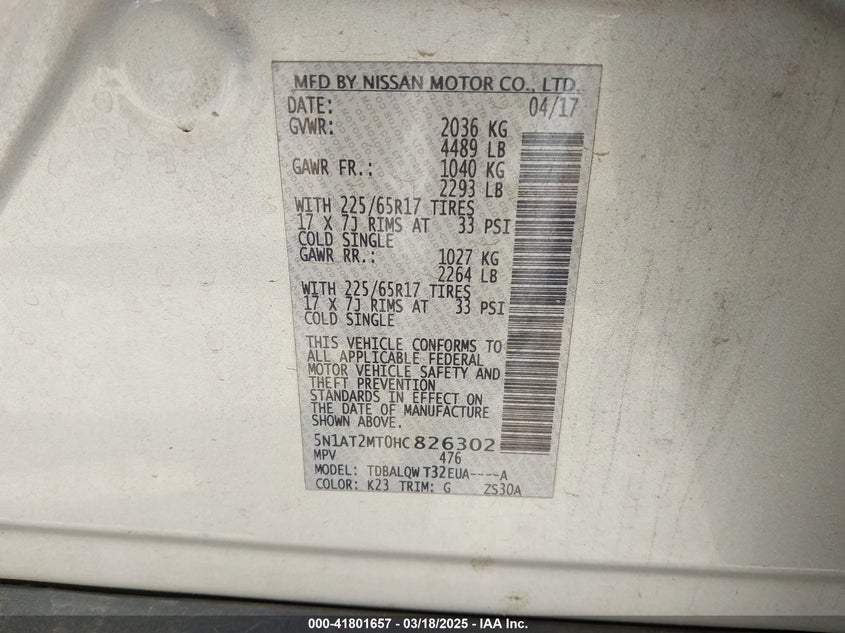 MFD BY NISSAN MOTOR CO., LTD.
DATE: 04/17
GVWR: 2036 KG
4489 LB
GAWR FR.: 1040 KG
2293 LB
WITH 225/65R17 TIRES
17 X 7J RIMS AT 33 PSI
COLD SINGLE
GAWR RR.: 1027 KG
2264 LB
WITH 225/65R17 TIRES
17 X 7J RIMS AT 33 PSI
COLD SINGLE
THIS VEHICLE CONFORMS TO
ALL APPLICABLE FEDERAL
MOTOR VEHICLE SAFETY AND
THEFT PREVENTION
STANDARDS IN EFFECT ON
THE DATE OF MANUFACTURE
SHOWN ABOVE.
5N1AT2MT0HC826302
MPV 476
MODEL: TDBALQWT32EUA----A
COLOR: K23 TRIM: G ZS30A
000-41801657 / 03/18/2025 - IAA Inc.